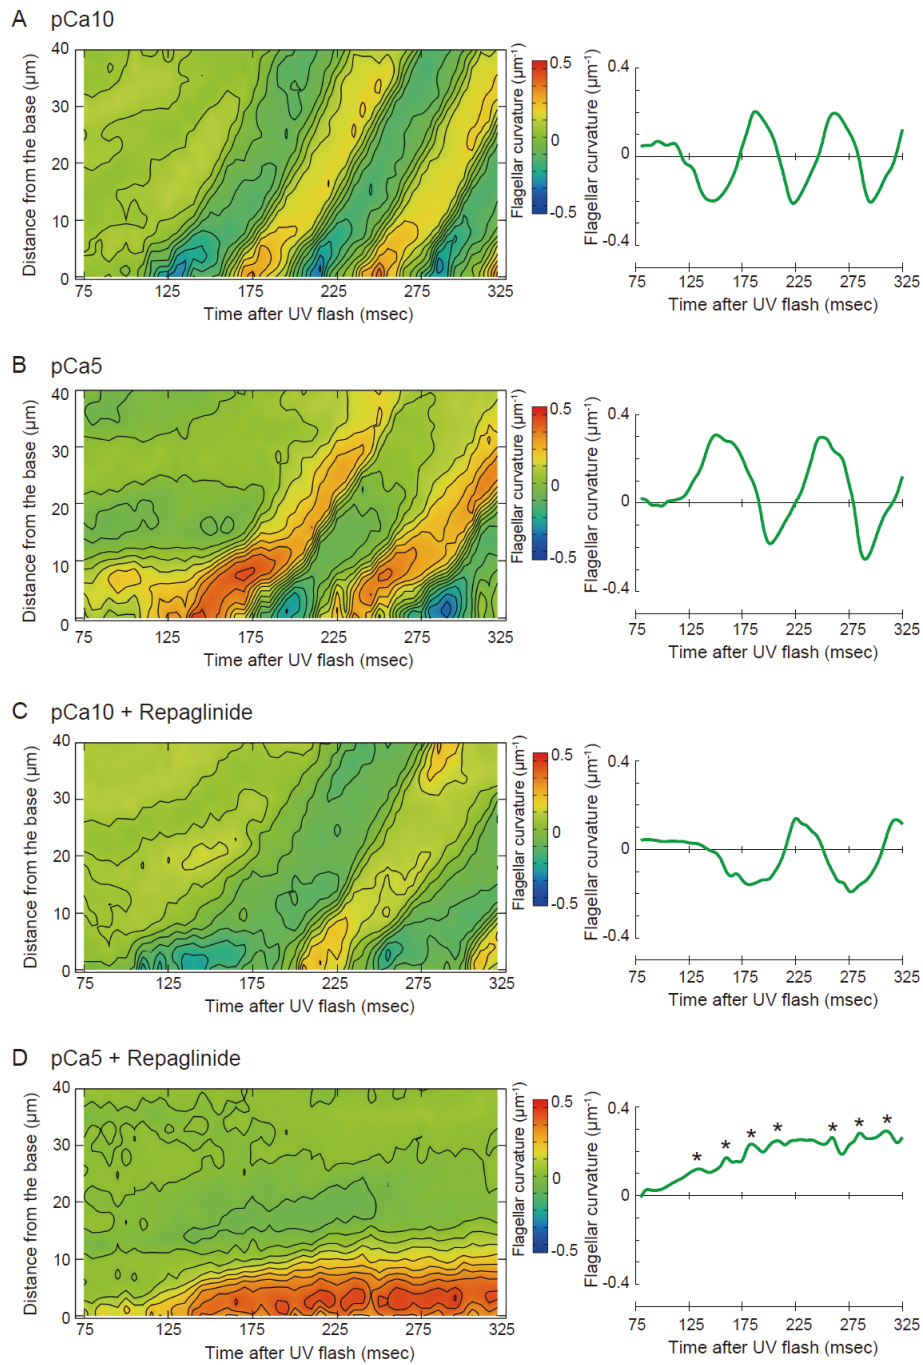 A pCa10
40
30
20
10
0
Distance from the base (μm)
75 125 175 225 275 325
Time after UV flash (msec)
0.5
0
-0.5
Flagellar curvature (μm⁻¹)
0.4
0
-0.4
Flagellar curvature (μm⁻¹)
75 125 175 225 275 325
Time after UV flash (msec)
B pCa5
40
30
20
10
0
Distance from the base (μm)
75 125 175 225 275 325
Time after UV flash (msec)
0.5
0
-0.5
Flagellar curvature (μm⁻¹)
0.4
0
-0.4
Flagellar curvature (μm⁻¹)
75 125 175 225 275 325
Time after UV flash (msec)
C pCa10 + Repaglinide
40
30
20
10
0
Distance from the base (μm)
75 125 175 225 275 325
Time after UV flash (msec)
0.5
0
-0.5
Flagellar curvature (μm⁻¹)
0.4
0
-0.4
Flagellar curvature (μm⁻¹)
75 125 175 225 275 325
Time after UV flash (msec)
D pCa5 + Repaglinide
40
30
20
10
0
Distance from the base (μm)
75 125 175 225 275 325
Time after UV flash (msec)
0.5
0
-0.5
Flagellar curvature (μm⁻¹)
0.4
0
-0.4
Flagellar curvature (μm⁻¹)
* * * * * * *
75 125 175 225 275 325
Time after UV flash (msec)